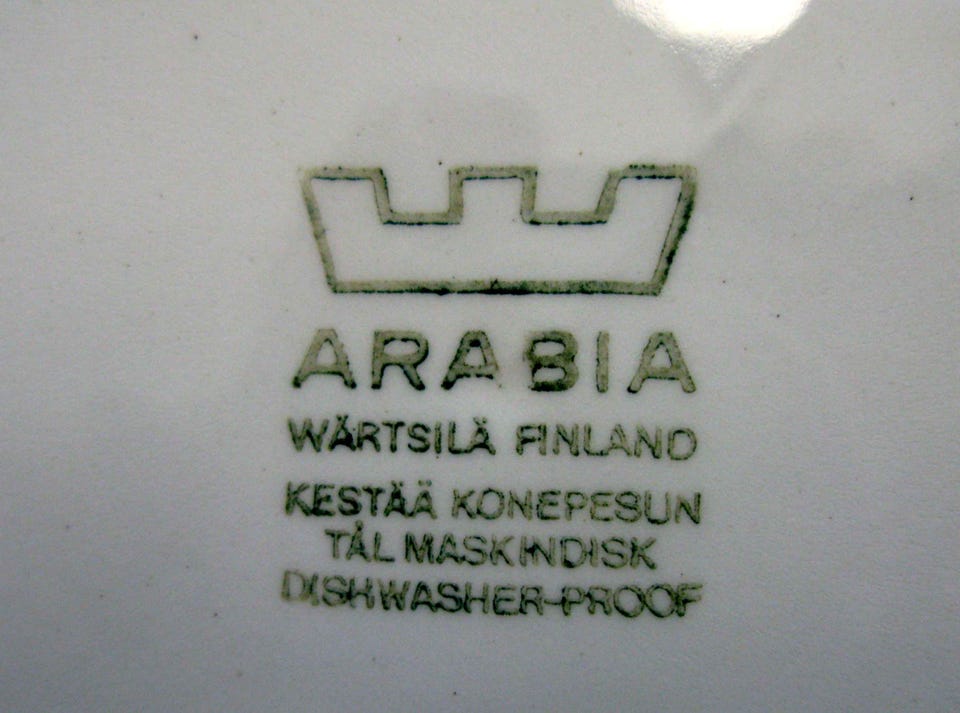 ARABIA
WÄRTSILÄ FINLAND
KESTÄÄ KONEPESUN
TÅL MASKINDISK
DISHWASHER-PROOF